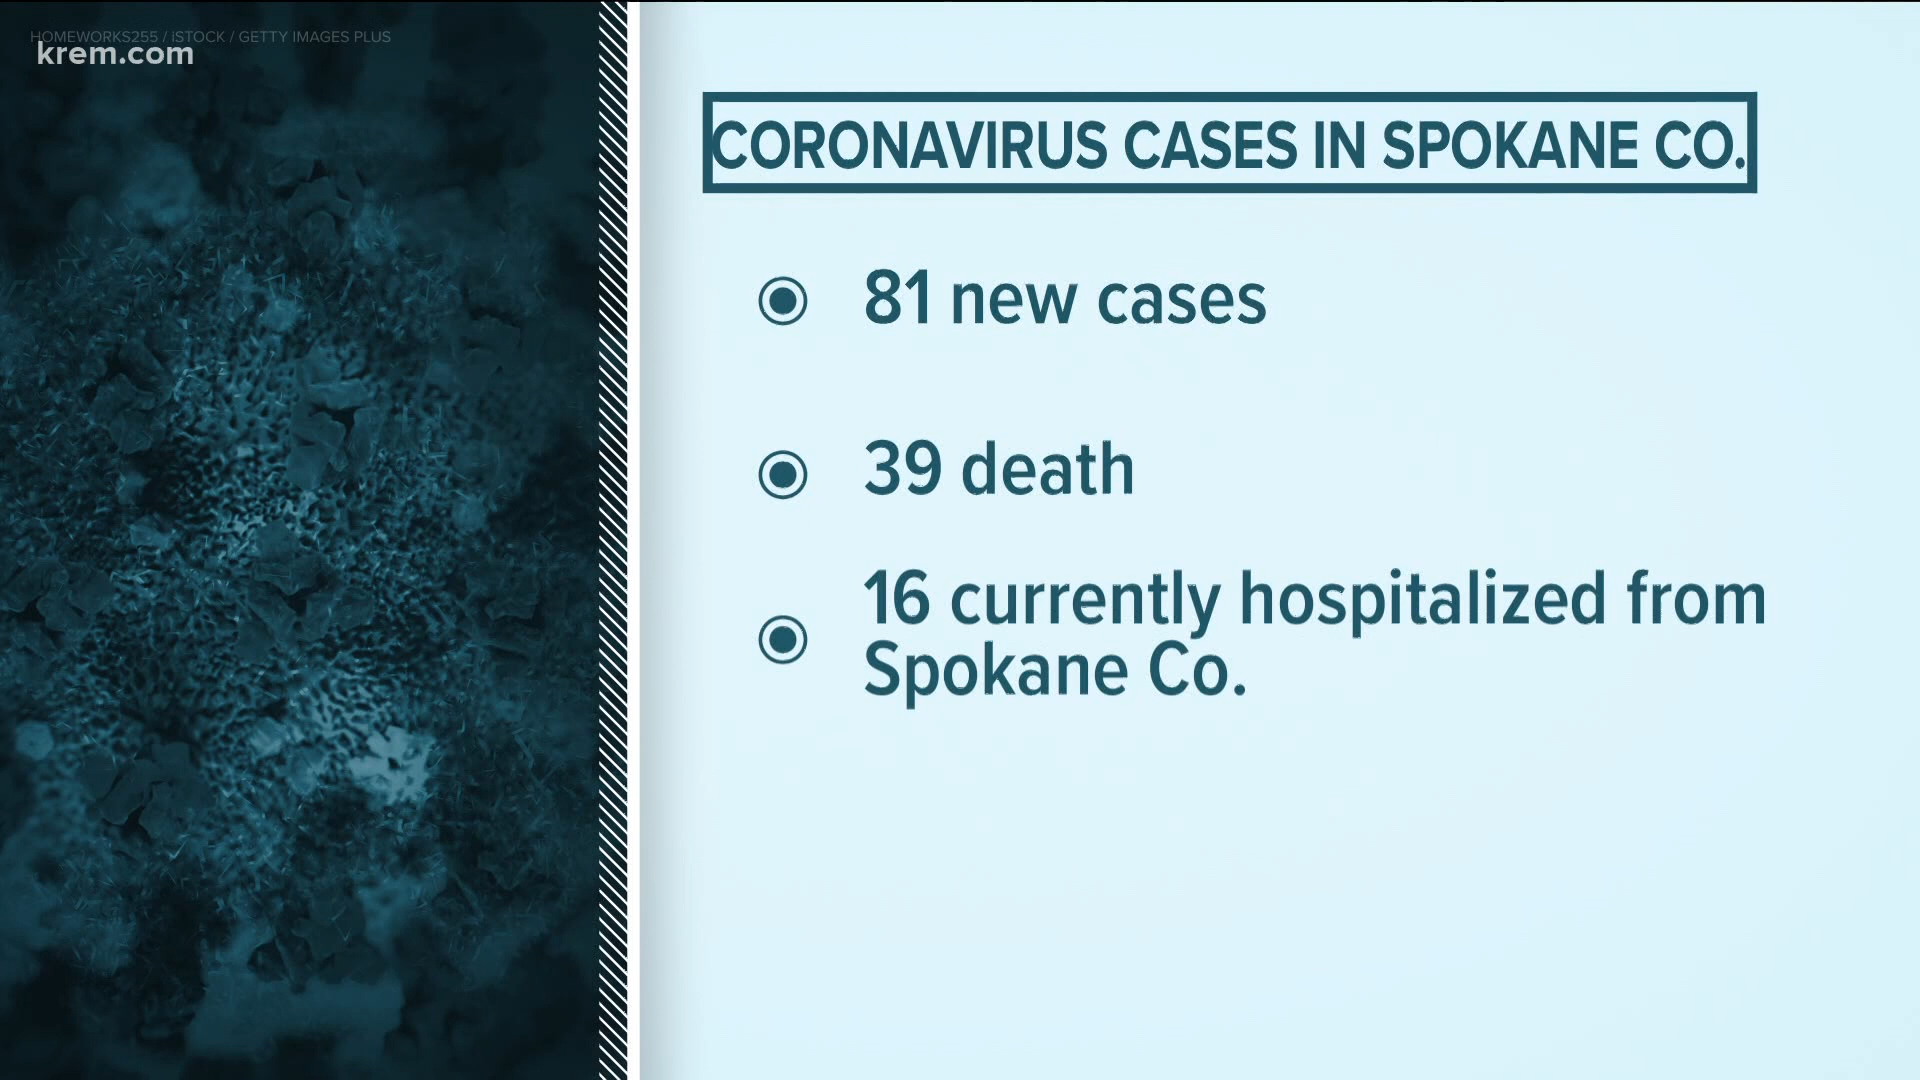 HOMEWORKS255 / iSTOCK / GETTY IMAGES PLUS
krem.com
CORONAVIRUS CASES IN SPOKANE CO.
81 new cases
39 death
16 currently hospitalized from
Spokane Co.